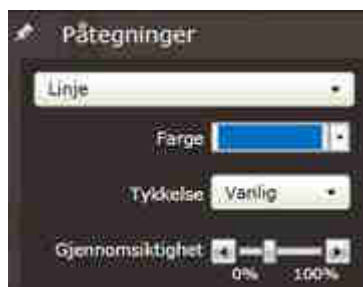 Påtegninger
Linje
Farge
Tykkelse Vanlig
Gjennomsiktighet
0% 100%